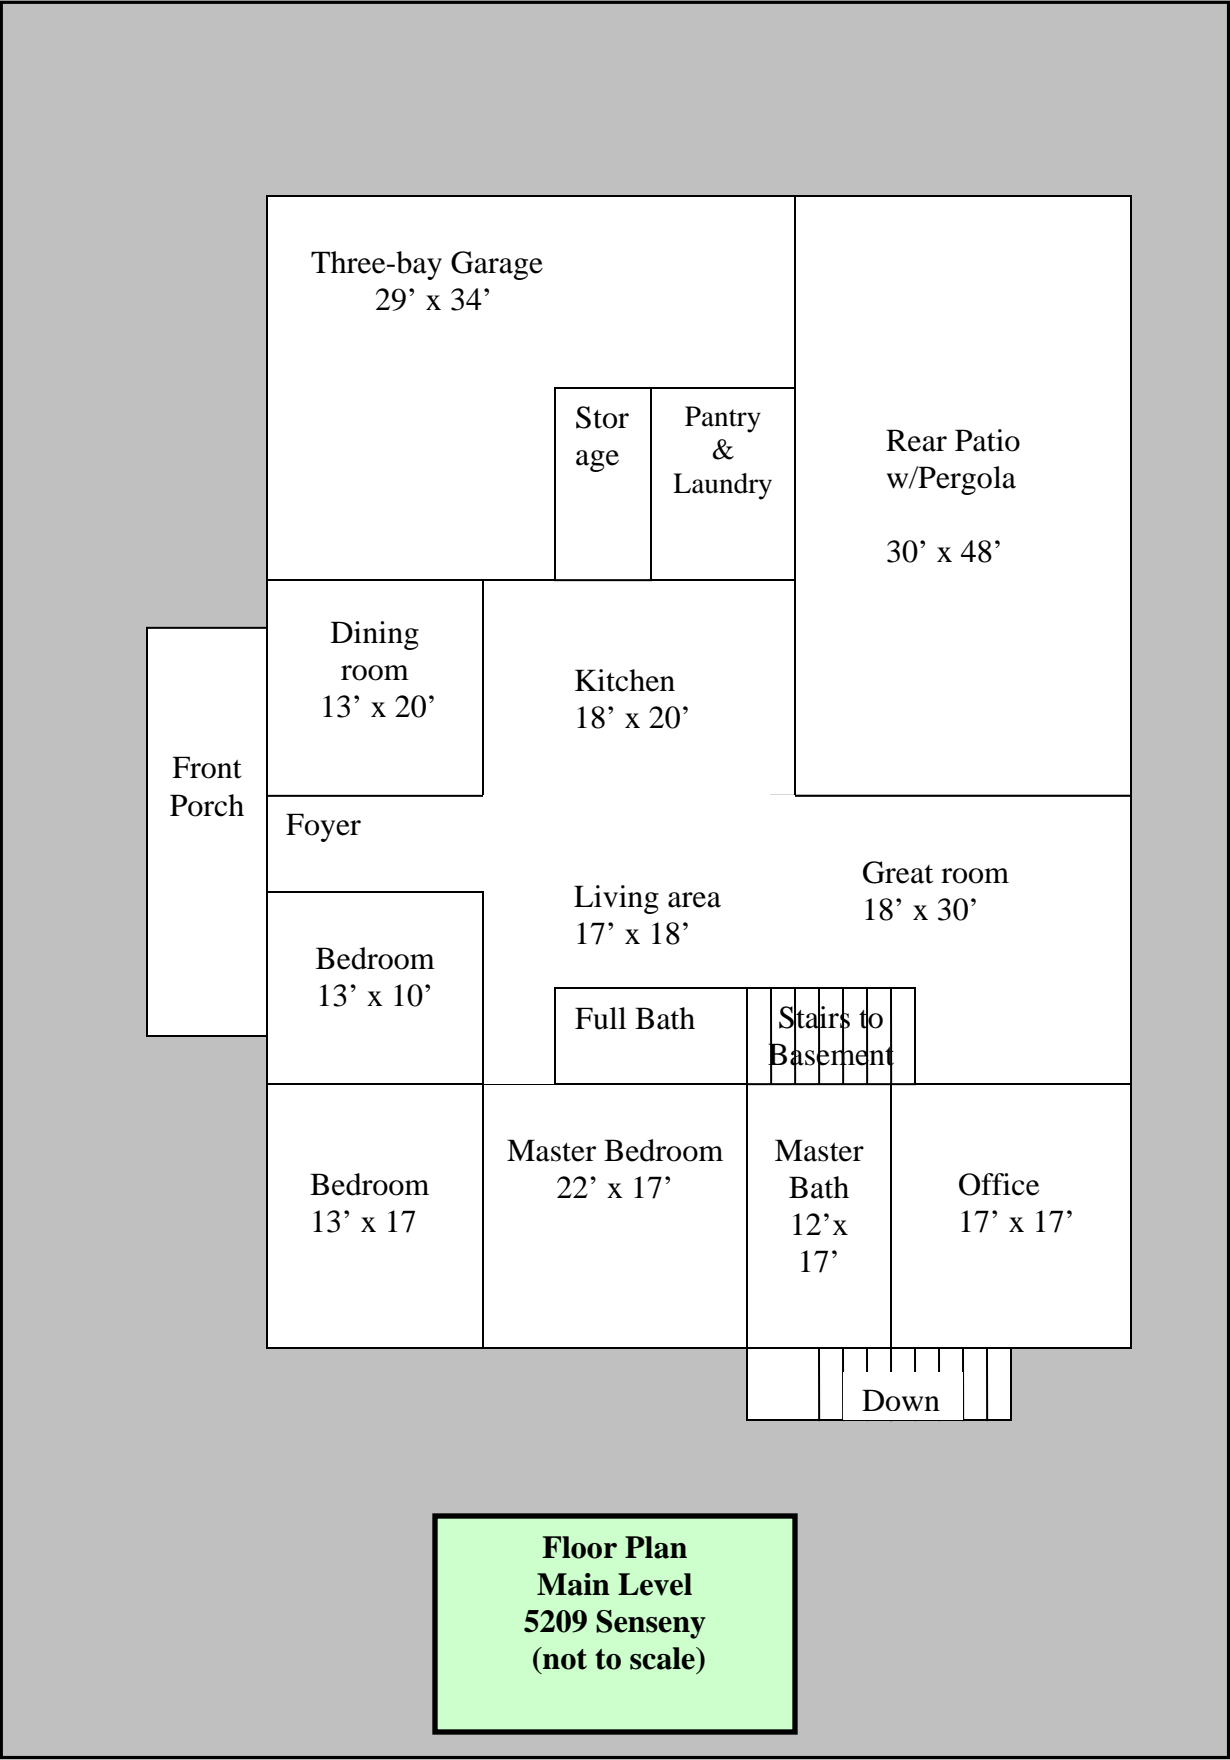 Three-bay Garage
29’ x 34’
Stor
age
Pantry
&
Laundry
Rear Patio
w/Pergola
30’ x 48’
Dining
room
13’ x 20’
Kitchen
18’ x 20’
Front
Porch
Foyer
Living area
17’ x 18’
Great room
18’ x 30’
Bedroom
13’ x 10’
Full Bath
Stairs to
Basement
Bedroom
13’ x 17
Master Bedroom
22’ x 17’
Master
Bath
12’x
17’
Office
17’ x 17’
Down
Floor Plan
Main Level
5209 Senseny
(not to scale)